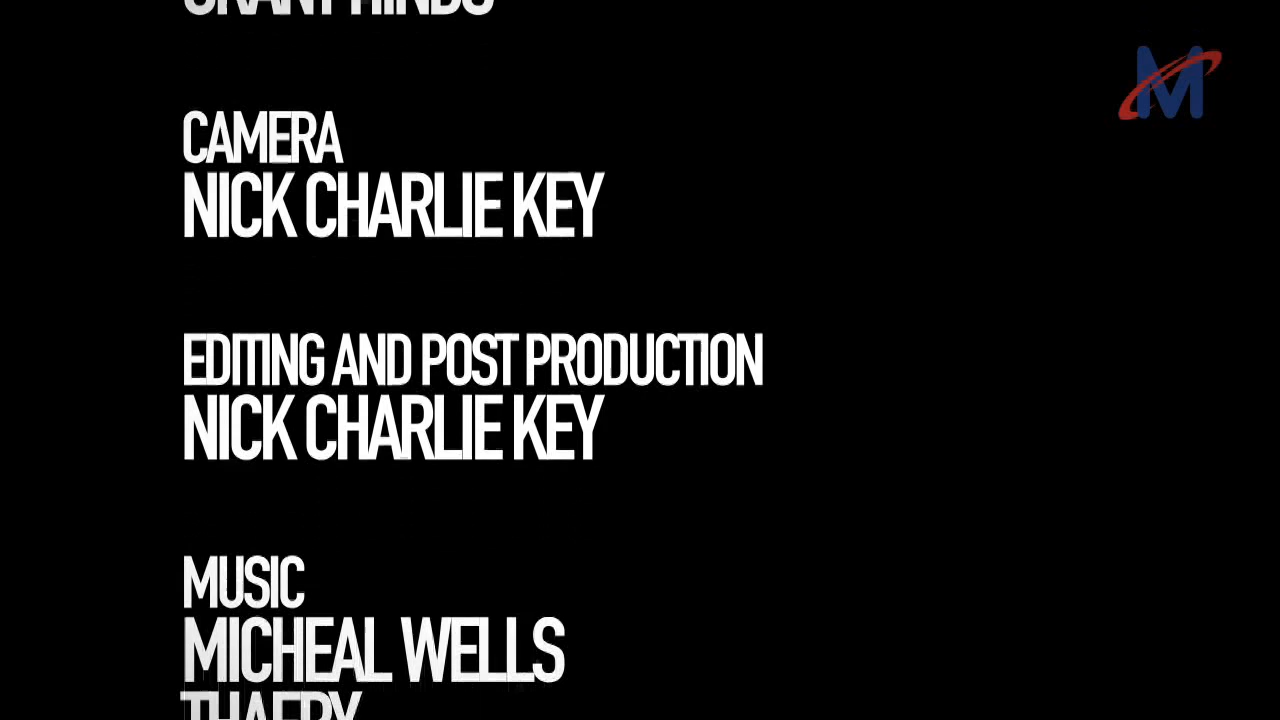 CAMERA
NICK CHARLIE KEY
EDITING AND POST PRODUCTION
NICK CHARLIE KEY
MUSIC
MICHEAL WELLS
M